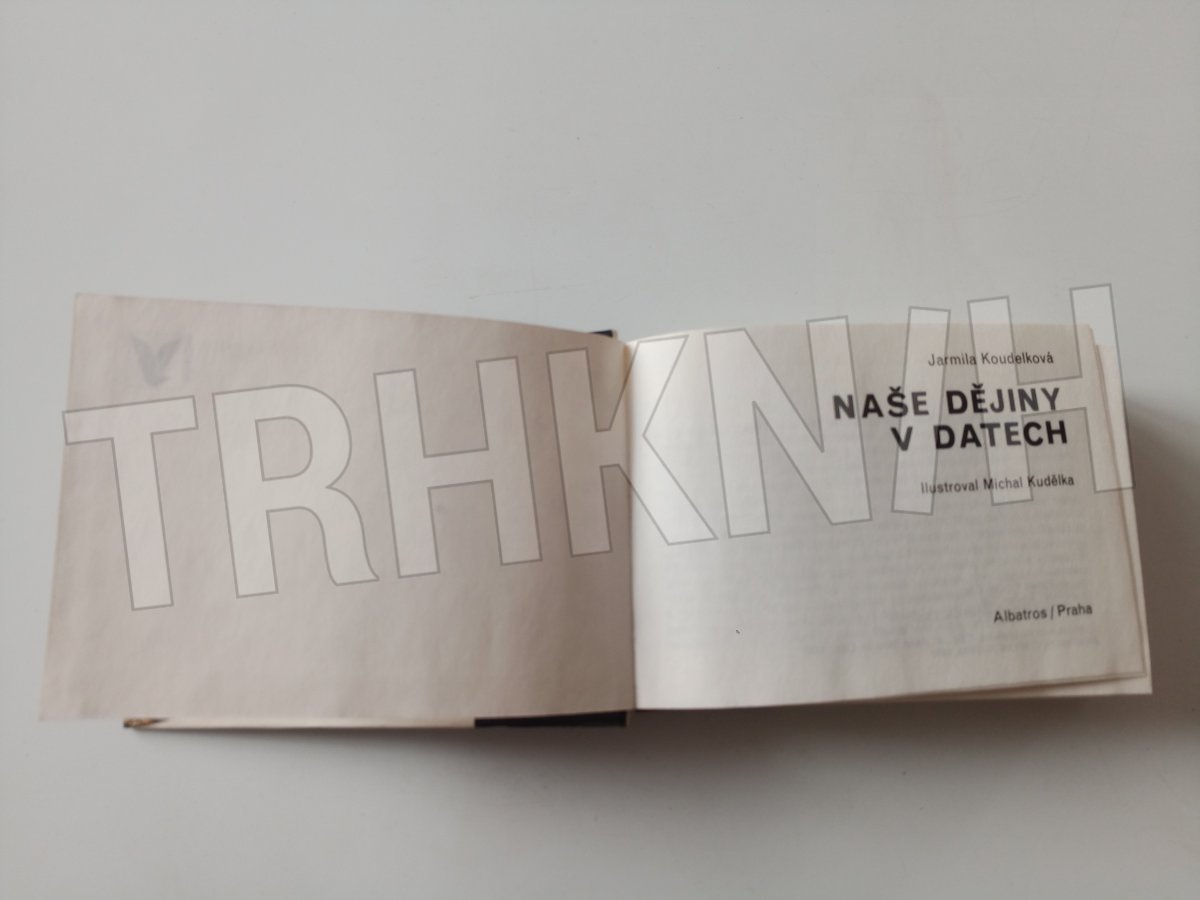 Jarmila Koudelková
NAŠE DĚJINY
V DATECH
Ilustroval Michal Kudělka
Albatros / Praha
TRHKNIH